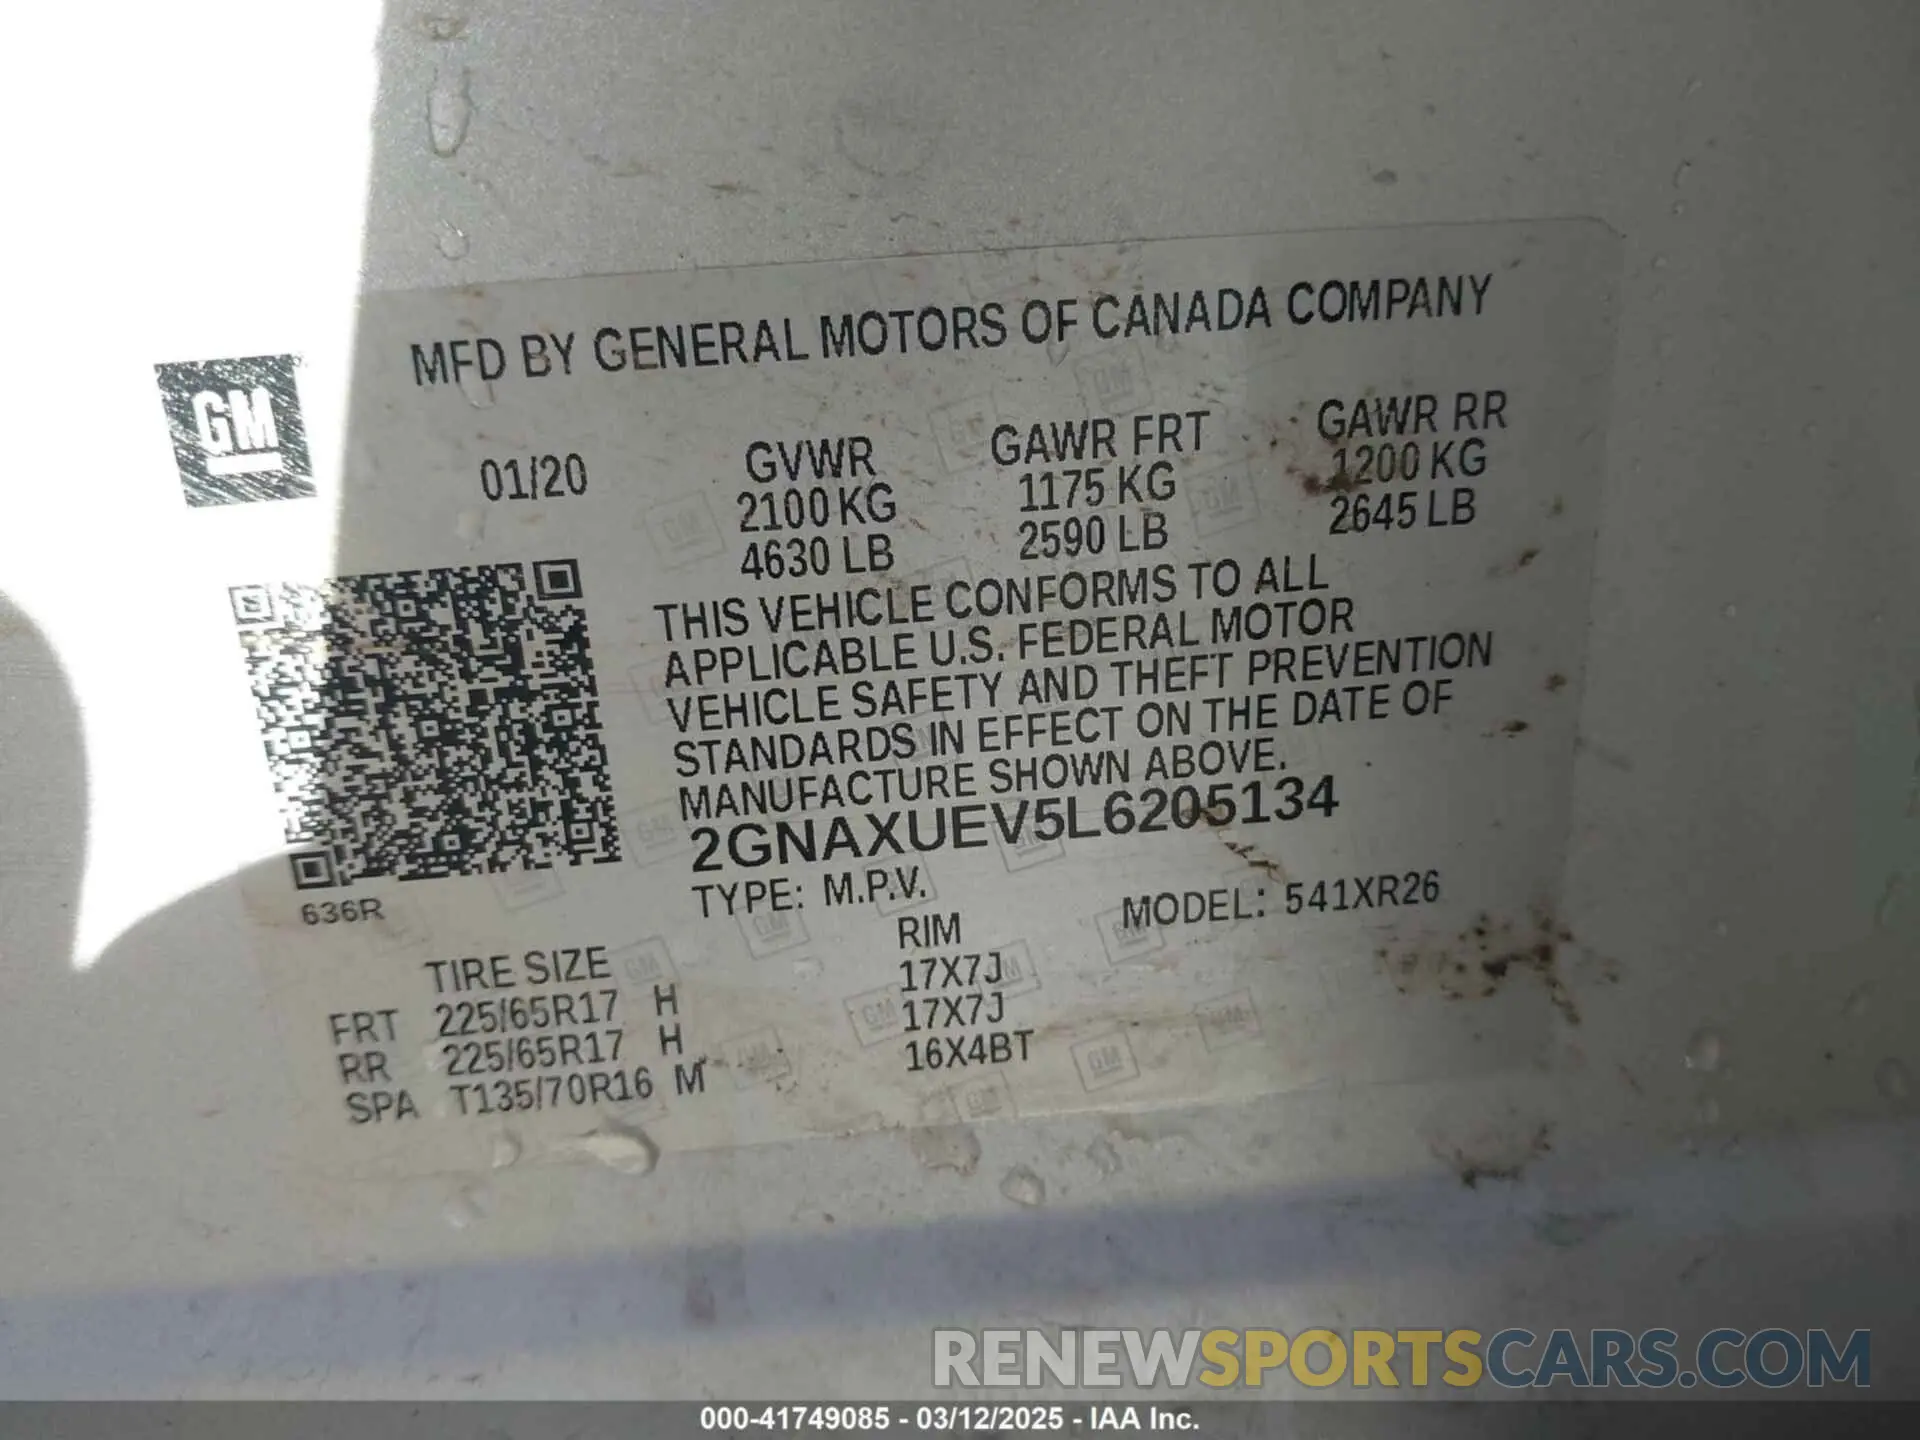 MFD BY GENERAL MOTORS OF CANADA COMPANY
GM
01/20 GVWR GAWR FRT GAWR RR
2100 KG 1175 KG 1200 KG
4630 LB 2590 LB 2645 LB
THIS VEHICLE CONFORMS TO ALL
APPLICABLE U.S. FEDERAL MOTOR
VEHICLE SAFETY AND THEFT PREVENTION
STANDARDS IN EFFECT ON THE DATE OF
MANUFACTURE SHOWN ABOVE.
2GNAXUEV5L6205134
TYPE: M.P.V. MODEL: 541XR26
636R
TIRE SIZE RIM
FRT 225/65R17 H 17X7J
RR 225/65R17 H 17X7J
SPA T135/70R16 M 16X4BT
RENEWSPORTSCARS.COM
000-41749085 - 03/12/2025 - IAA Inc.